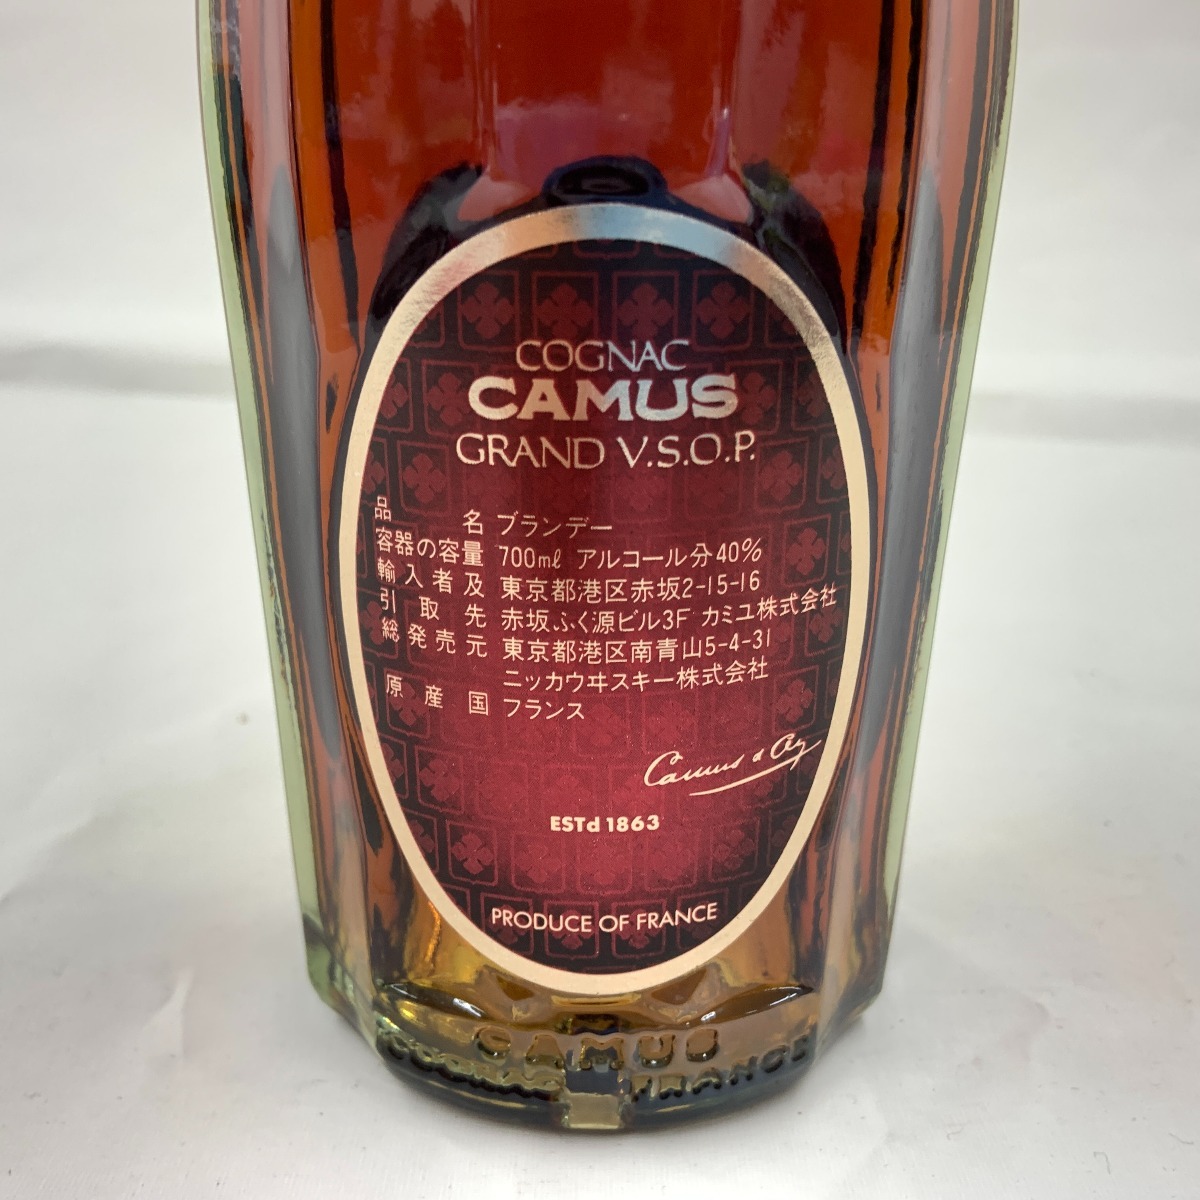 COGNAC
CAMUS
GRAND V.S.O.P.
品名 ブランデー
容器の容量 700ml アルコール分40%
輸入者及 東京都港区赤坂2-15-16
引取先 赤坂ふく源ビル3F カミユ株式会社
総発売元 東京都港区南青山5-4-31
ニッカウヰスキー株式会社
原産国 フランス
Camus & Co
ESTd 1863
PRODUCE OF FRANCE
CAMUS
COGNAC FRANCE